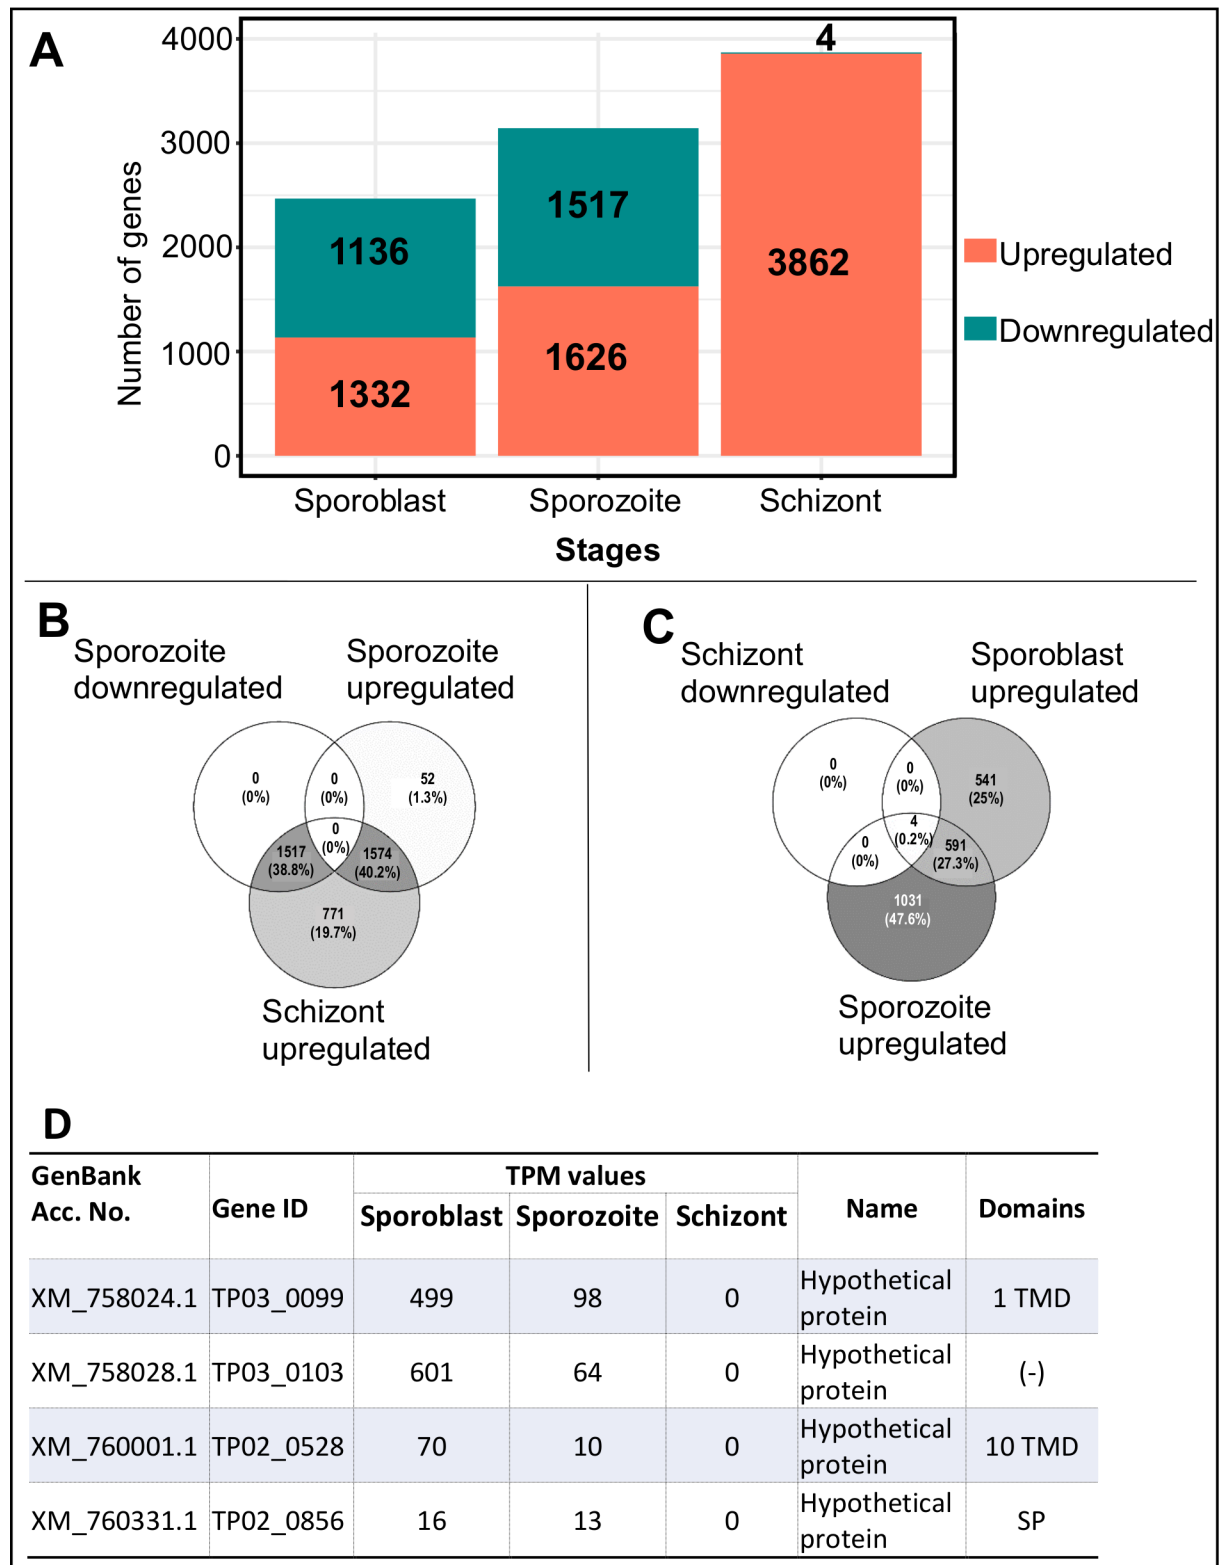 A
4000
3000
2000
1000
0
Number of genes
1136
1332
1517
1626
4
3862
Upregulated
Downregulated
Sporoblast
Sporozoite
Schizont
Stages
B
Sporozoite
downregulated
Sporozoite
upregulated
0
(0%)
0
(0%)
52
(1.3%)
0
(0%)
1517
(38.8%)
1574
(40.2%)
771
(19.7%)
Schizont
upregulated
C
Schizont
downregulated
Sporoblast
upregulated
0
(0%)
0
(0%)
541
(25%)
4
(0.2%)
0
(0%)
591
(27.3%)
1031
(47.6%)
Sporozoite
upregulated
D
GenBank
Acc. No.
Gene ID
TPM values
Sporoblast Sporozoite Schizont
Name
Domains
XM_758024.1 TP03_0099 499 98 0 Hypothetical protein 1 TMD
XM_758028.1 TP03_0103 601 64 0 Hypothetical protein (-)
XM_760001.1 TP02_0528 70 10 0 Hypothetical protein 10 TMD
XM_760331.1 TP02_0856 16 13 0 Hypothetical protein SP